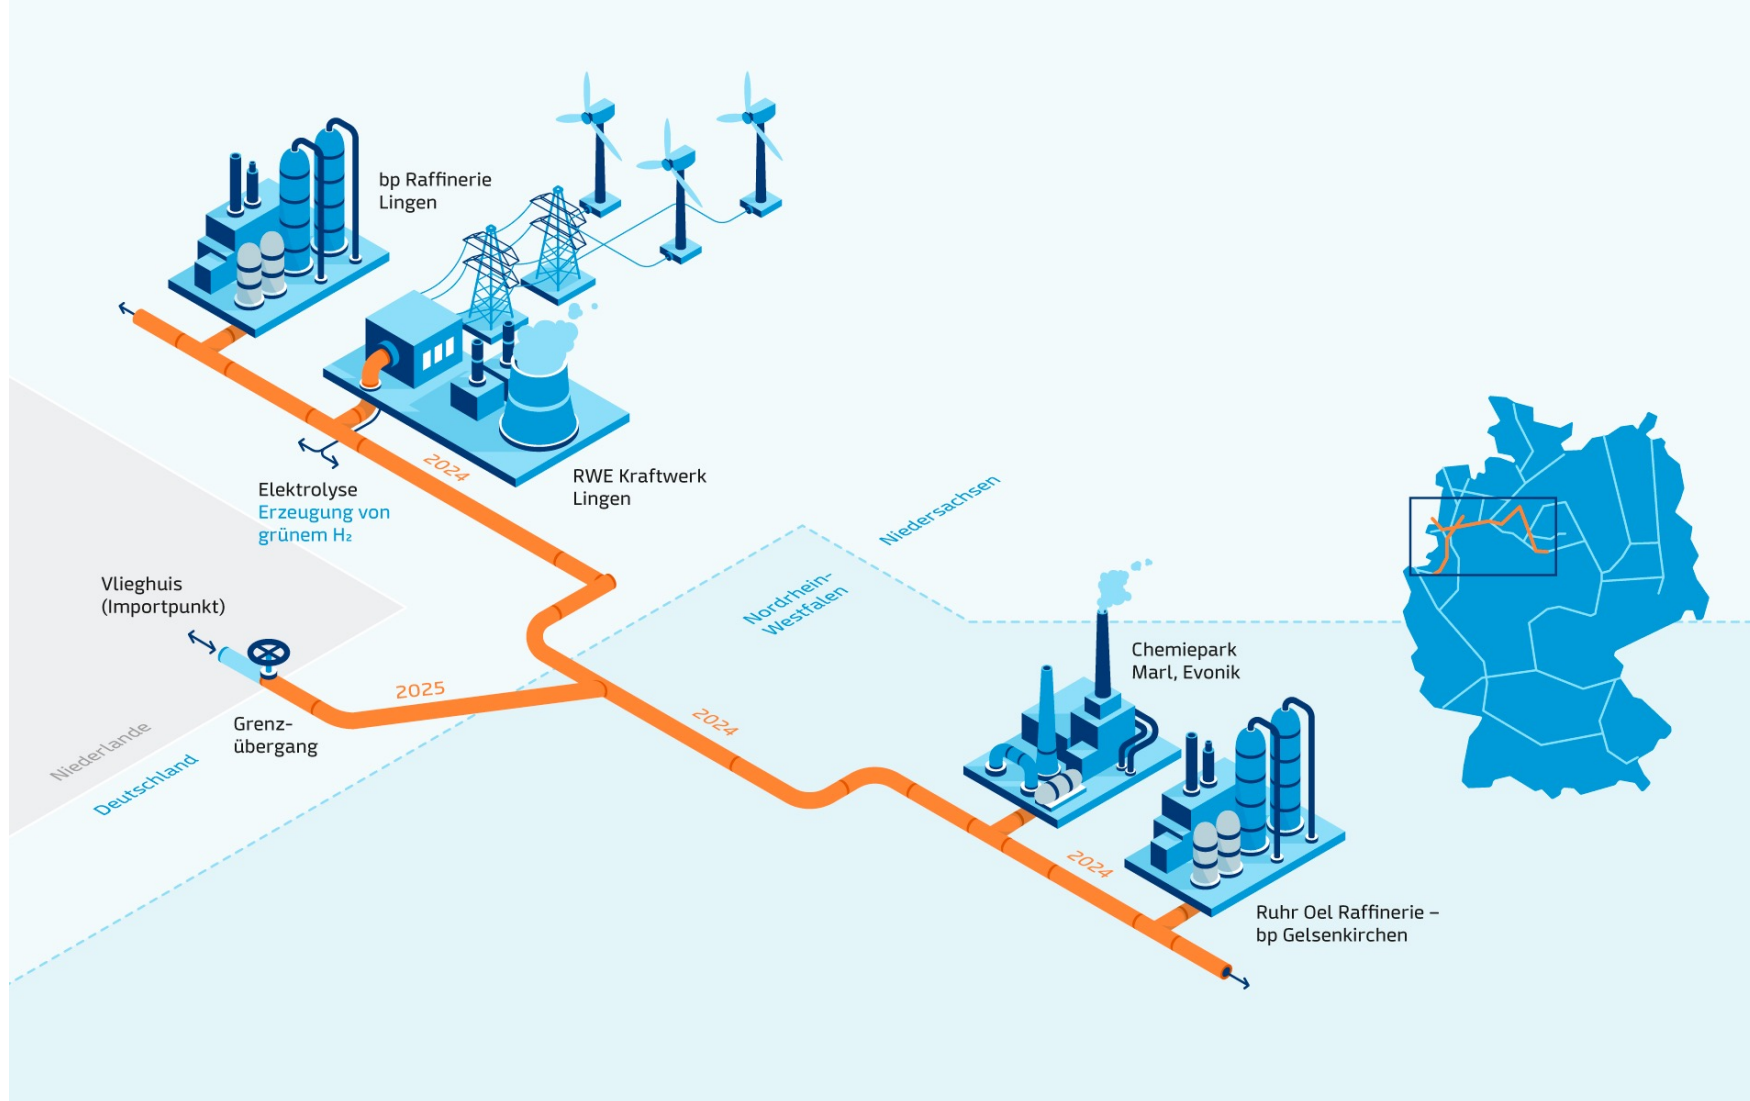 bp Raffinerie
Lingen
2024
RWE Kraftwerk
Lingen
Elektrolyse
Erzeugung von
grünem H₂
Niedersachsen
Vlieghuis
(Importpunkt)
Nordrhein-
Westfalen
Chemiepark
Marl, Evonik
2025
2024
Grenz-
übergang
Niederlande
Deutschland
2024
Ruhr Oel Raffinerie –
bp Gelsenkirchen